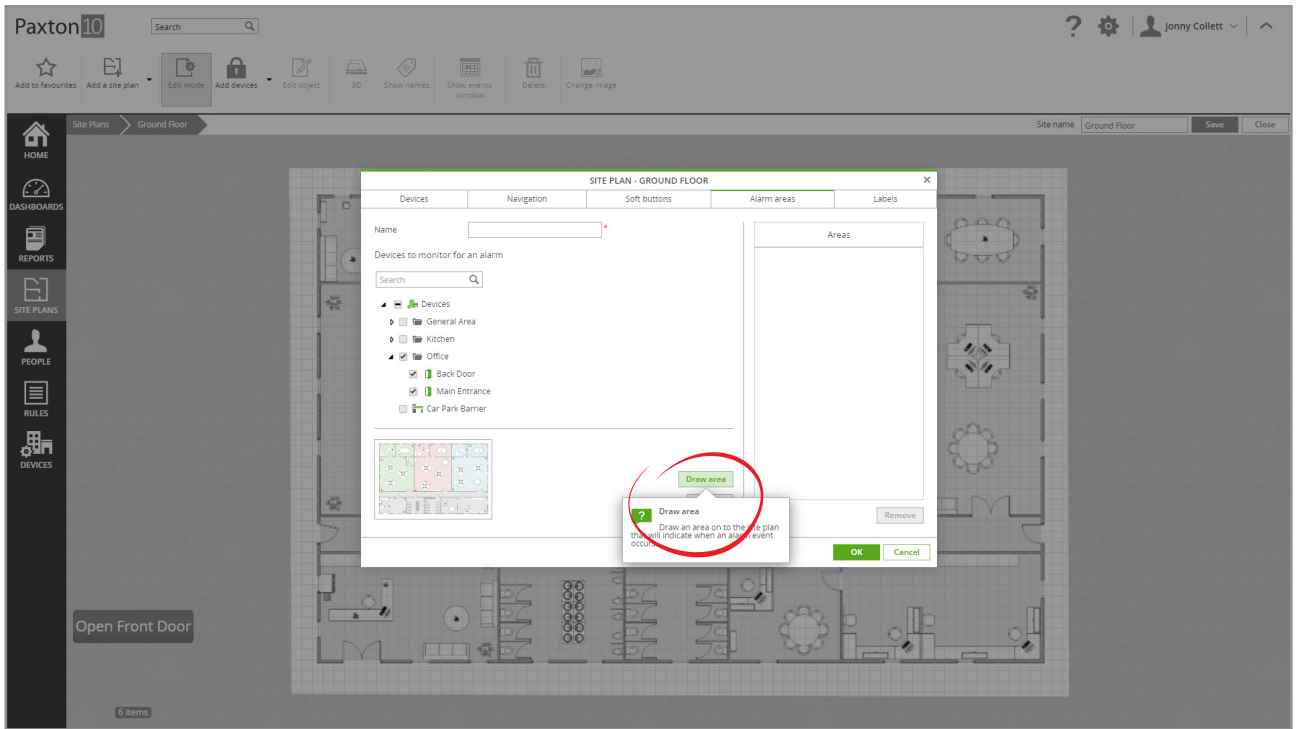 Paxton10
Search
? Jonny Collett
Add to favourites
Add a site plan
Edit mode
Add devices
Edit object
3D
Show names
Show events
window
Delete
Change image
Site Plans
Ground Floor
Site name
Ground Floor
Save
Close
HOME
DASHBOARDS
REPORTS
SITE PLANS
PEOPLE
RULES
DEVICES
SITE PLAN - GROUND FLOOR
Devices
Navigation
Soft buttons
Alarm areas
Labels
Name *
Devices to monitor for an alarm
Search
Devices
General Area
Kitchen
Office
Back Door
Main Entrance
Car Park Barrier
Areas
Draw area
? Draw area
Draw an area on to the site plan
that will indicate when an alarm event
occurs
Remove
OK
Cancel
Open Front Door
6 items